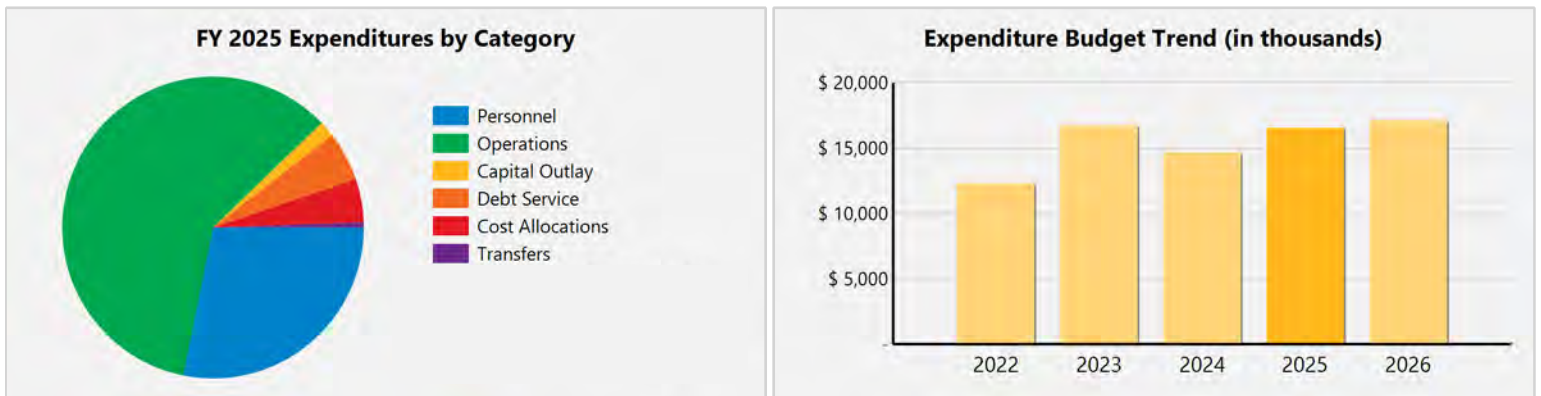 FY 2025 Expenditures by Category
Personnel
Operations
Capital Outlay
Debt Service
Cost Allocations
Transfers
Expenditure Budget Trend (in thousands)
$ 20,000
$ 15,000
$ 10,000
$ 5,000
-
2022 2023 2024 2025 2026